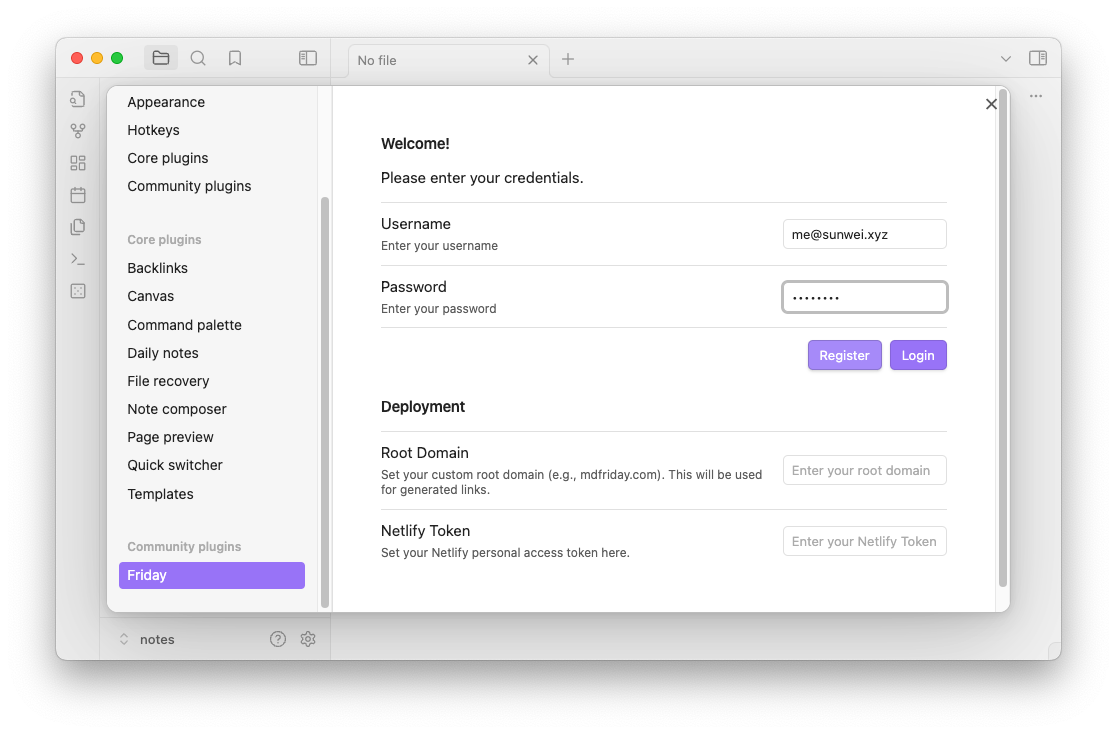 No file
Appearance
Hotkeys
Core plugins
Community plugins
Core plugins
Backlinks
Canvas
Command palette
Daily notes
File recovery
Note composer
Page preview
Quick switcher
Templates
Community plugins
Friday
Welcome!
Please enter your credentials.
Username
Enter your username
me@sunwei.xyz
Password
Enter your password
••••••••
Register
Login
Deployment
Root Domain
Set your custom root domain (e.g., mdfriday.com). This will be used
for generated links.
Enter your root domain
Netlify Token
Set your Netlify personal access token here.
Enter your Netlify Token
notes